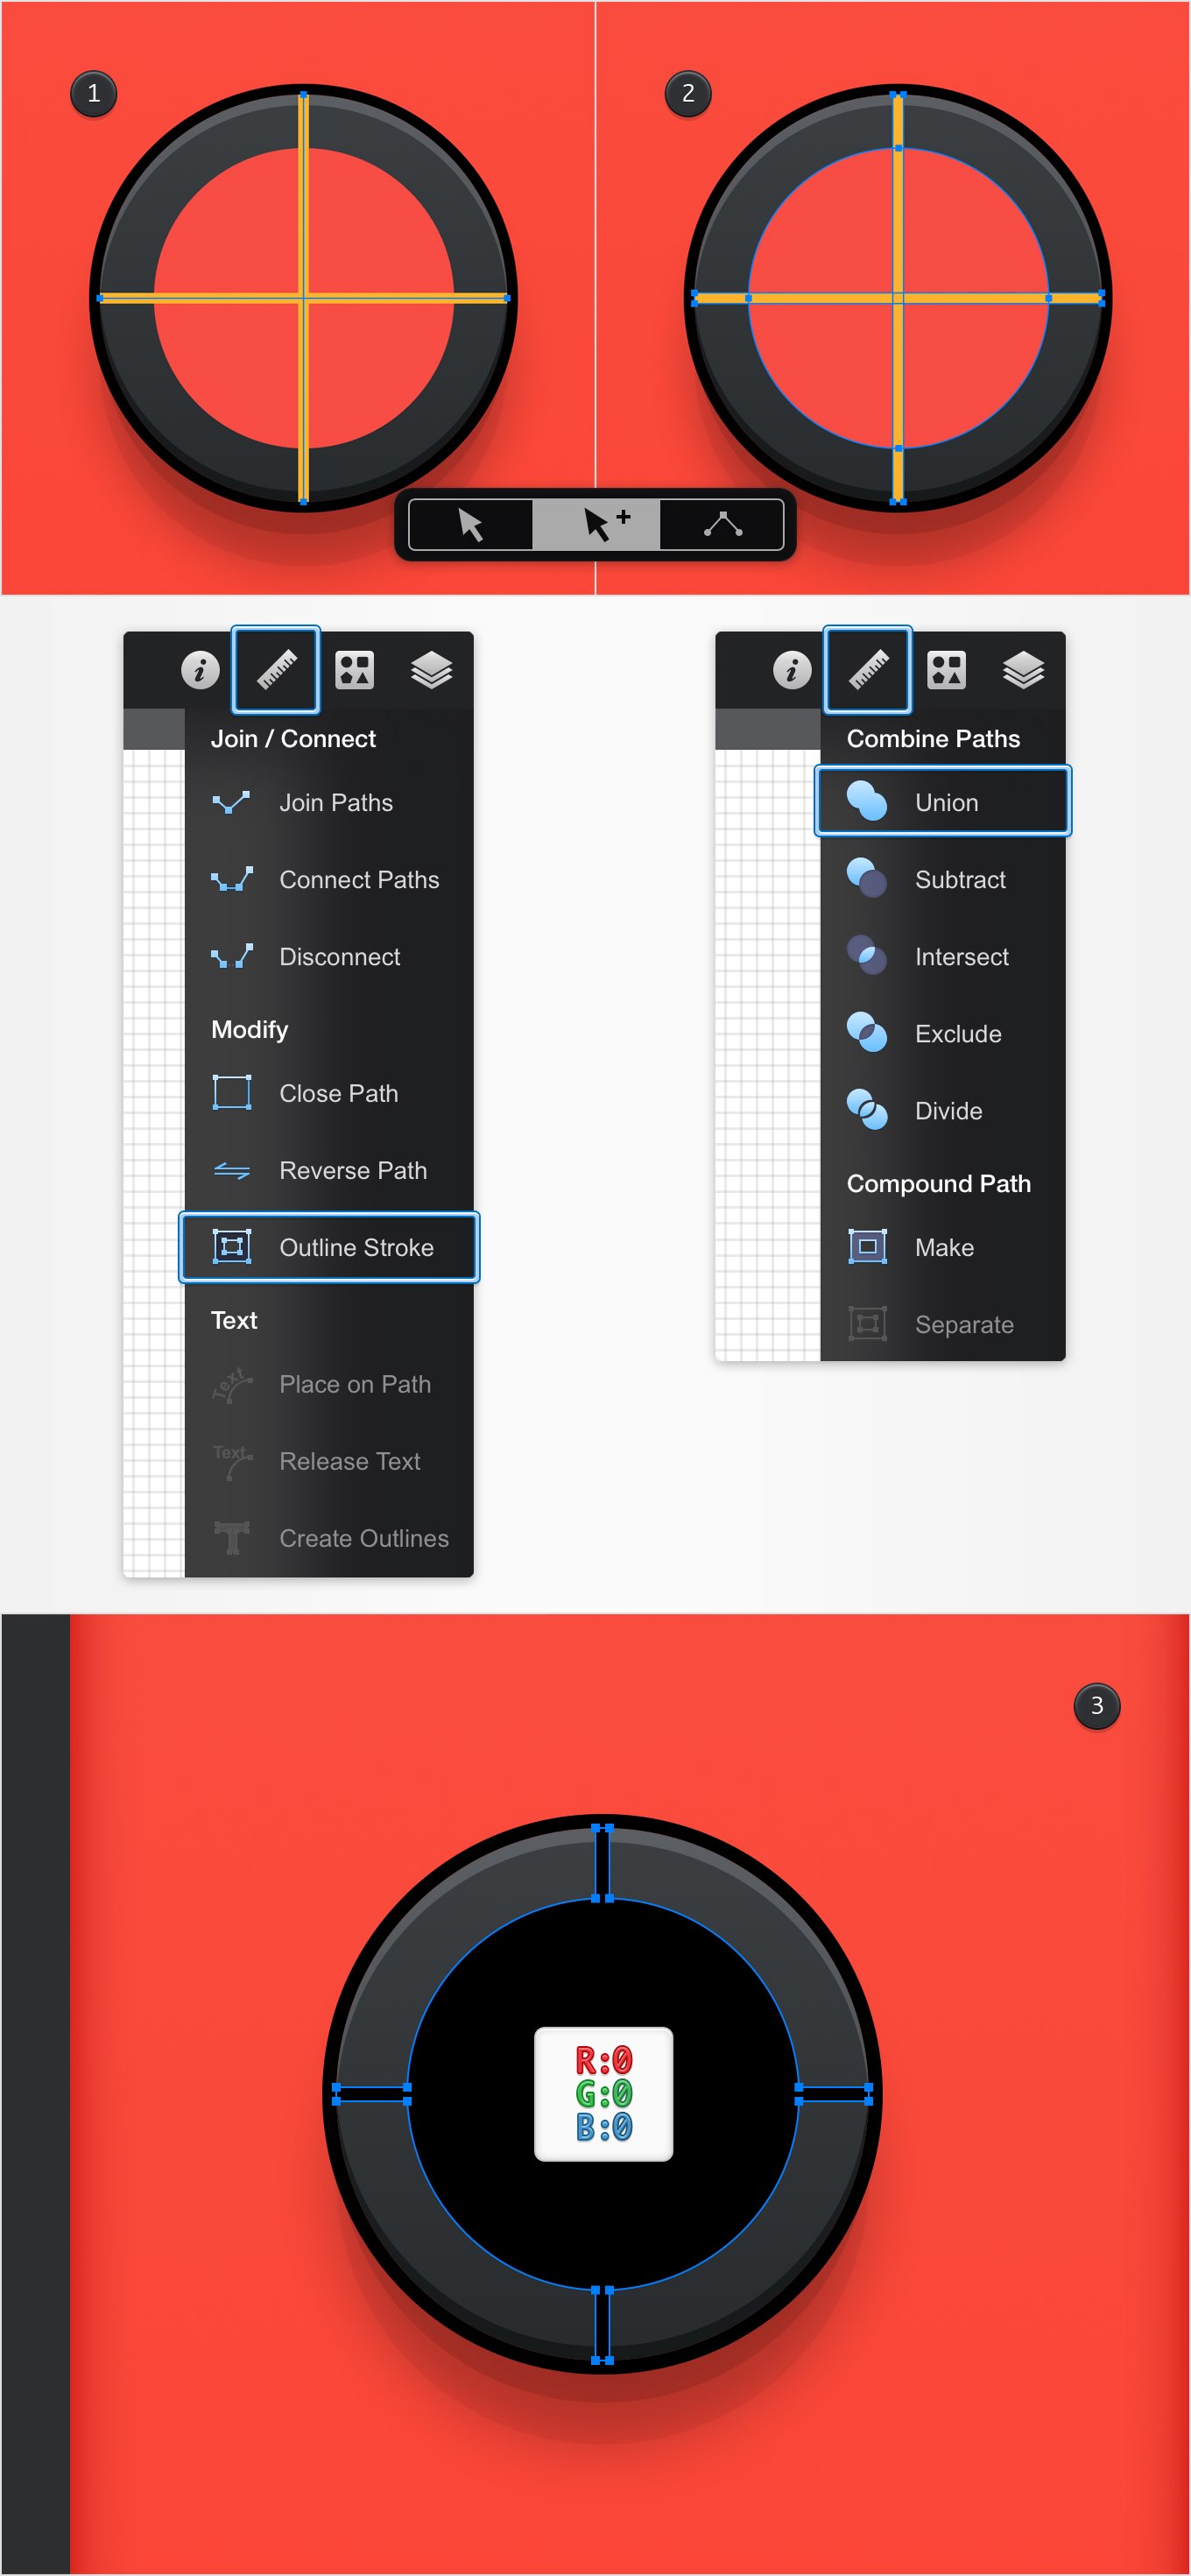 1
2
Join / Connect
Join Paths
Connect Paths
Disconnect
Modify
Close Path
Reverse Path
Outline Stroke
Text
Text
Place on Path
Text
Release Text
T
Create Outlines
Combine Paths
Union
Subtract
Intersect
Exclude
Divide
Compound Path
Make
Separate
3
R:0
G:0
B:0